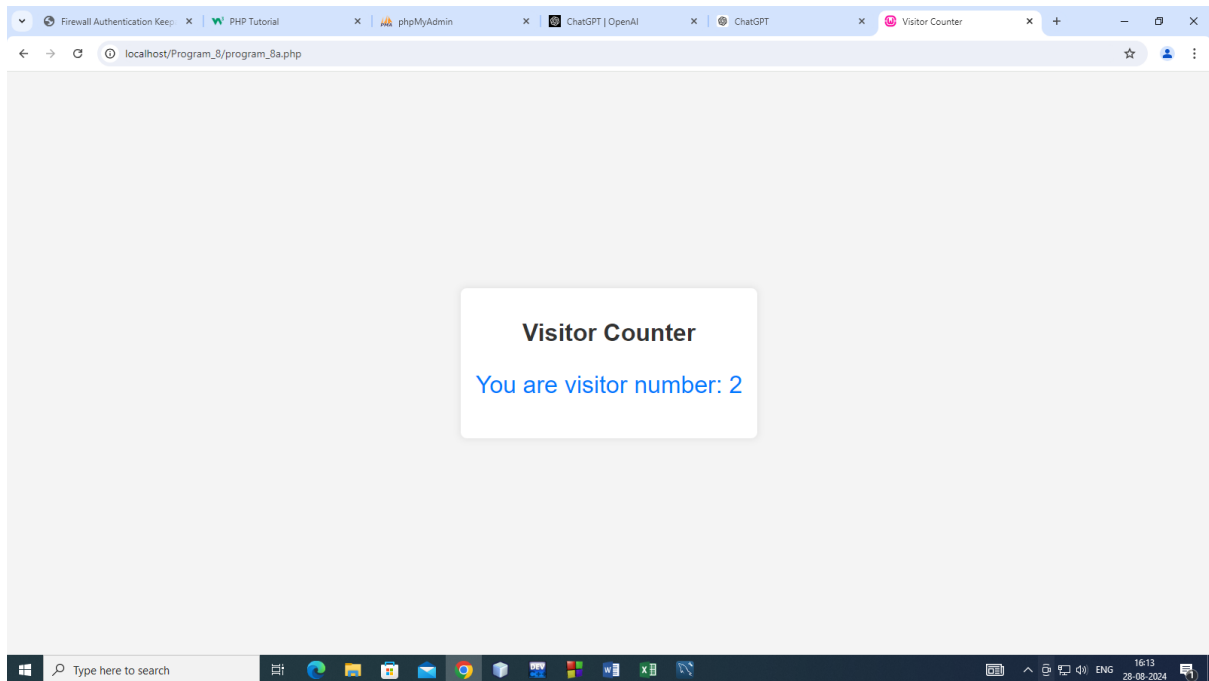 Firewall Authentication Keep PHP Tutorial phpMyAdmin ChatGPT | OpenAI ChatGPT Visitor Counter
localhost/Program_8/program_8a.php
Visitor Counter
You are visitor number: 2
Type here to search
ENG
16:13
28-08-2024